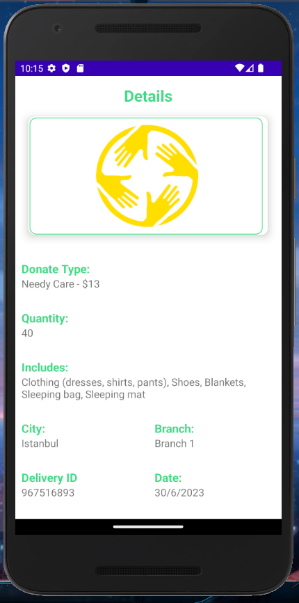 10:15
Details
Donate Type:
Needy Care - $13
Quantity:
40
Includes:
Clothing (dresses, shirts, pants), Shoes, Blankets,
Sleeping bag, Sleeping mat
City: Branch:
Istanbul Branch 1
Delivery ID Date:
967516893 30/6/2023